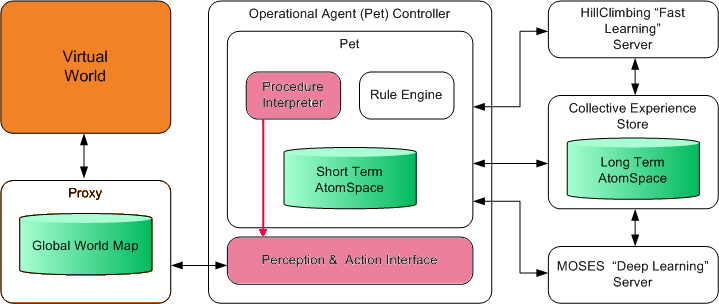 Virtual
World
Proxy
Global World Map
Operational Agent (Pet) Controller
Pet
Procedure
Interpreter
Rule Engine
Short Term
AtomSpace
Perception & Action Interface
HillClimbing “Fast
Learning”
Server
Collective Experience
Store
Long Term
AtomSpace
MOSES “Deep Learning”
Server